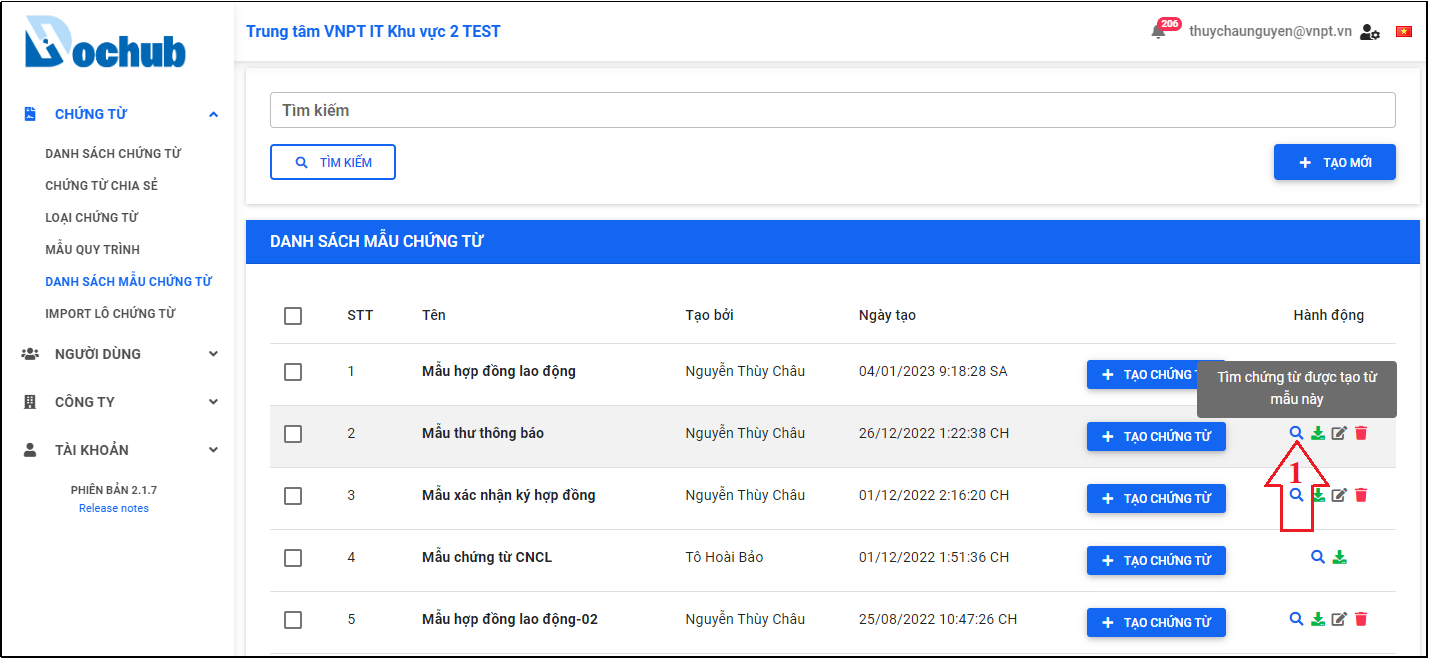 Dochub
Trung tâm VNPT IT Khu vực 2 TEST
206
thuychaunguyen@vnpt.vn
CHỨNG TỪ
DANH SÁCH CHỨNG TỪ
CHỨNG TỪ CHIA SẺ
LOẠI CHỨNG TỪ
MẪU QUY TRÌNH
DANH SÁCH MẪU CHỨNG TỪ
IMPORT LÔ CHỨNG TỪ
NGƯỜI DÙNG
CÔNG TY
TÀI KHOẢN
PHIÊN BẢN 2.1.7
Release notes
Tìm kiếm
TÌM KIẾM
+ TẠO MỚI
DANH SÁCH MẪU CHỨNG TỪ
STT Tên Tạo bởi Ngày tạo Hành động
1 Mẫu hợp đồng lao động Nguyễn Thùy Châu 04/01/2023 9:18:28 SA + TẠO CHỨNG
Tìm chứng từ được tạo từ
mẫu này
2 Mẫu thư thông báo Nguyễn Thùy Châu 26/12/2022 1:22:38 CH + TẠO CHỨNG TỪ
1
3 Mẫu xác nhận ký hợp đồng Nguyễn Thùy Châu 01/12/2022 2:16:20 CH + TẠO CHỨNG TỪ
4 Mẫu chứng từ CNCL Tô Hoài Bảo 01/12/2022 1:51:36 CH + TẠO CHỨNG TỪ
5 Mẫu hợp đồng lao động-02 Nguyễn Thùy Châu 25/08/2022 10:47:26 CH + TẠO CHỨNG TỪ